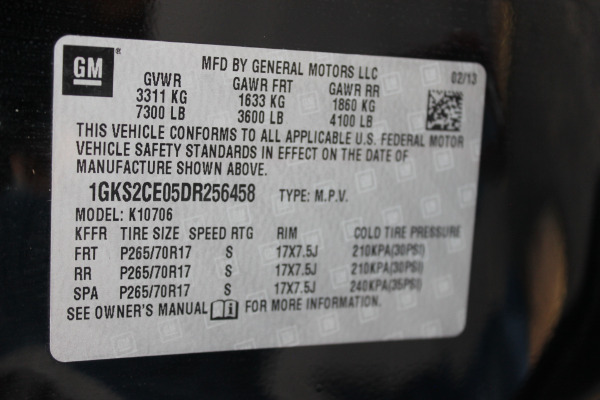 GM ®
MFD BY GENERAL MOTORS LLC 02/13
GVWR GAWR FRT GAWR RR
3311 KG 1633 KG 1860 KG
7300 LB 3600 LB 4100 LB
THIS VEHICLE CONFORMS TO ALL APPLICABLE U.S. FEDERAL MOTOR
VEHICLE SAFETY STANDARDS IN EFFECT ON THE DATE OF
MANUFACTURE SHOWN ABOVE.
1GKS2CE05DR256458 TYPE: M.P.V.
MODEL: K10706
KFFR TIRE SIZE SPEED RTG RIM COLD TIRE PRESSURE
FRT P265/70R17 S 17X7.5J 210KPA(30PSI)
RR P265/70R17 S 17X7.5J 210KPA(30PSI)
SPA P265/70R17 S 17X7.5J 240KPA(35PSI)
SEE OWNER'S MANUAL FOR MORE INFORMATION.